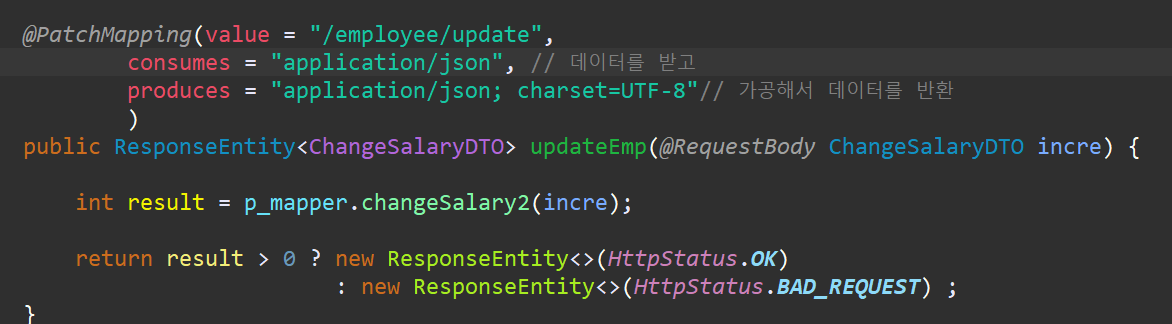 @PatchMapping(value = "/employee/update",
consumes = "application/json", // 데이터를 받고
produces = "application/json; charset=UTF-8"// 가공해서 데이터를 반환
)
public ResponseEntity<ChangeSalaryDTO> updateEmp(@RequestBody ChangeSalaryDTO incre) {
int result = p_mapper.changeSalary2(incre);
return result > 0 ? new ResponseEntity<>(HttpStatus.OK)
: new ResponseEntity<>(HttpStatus.BAD_REQUEST) ;
}